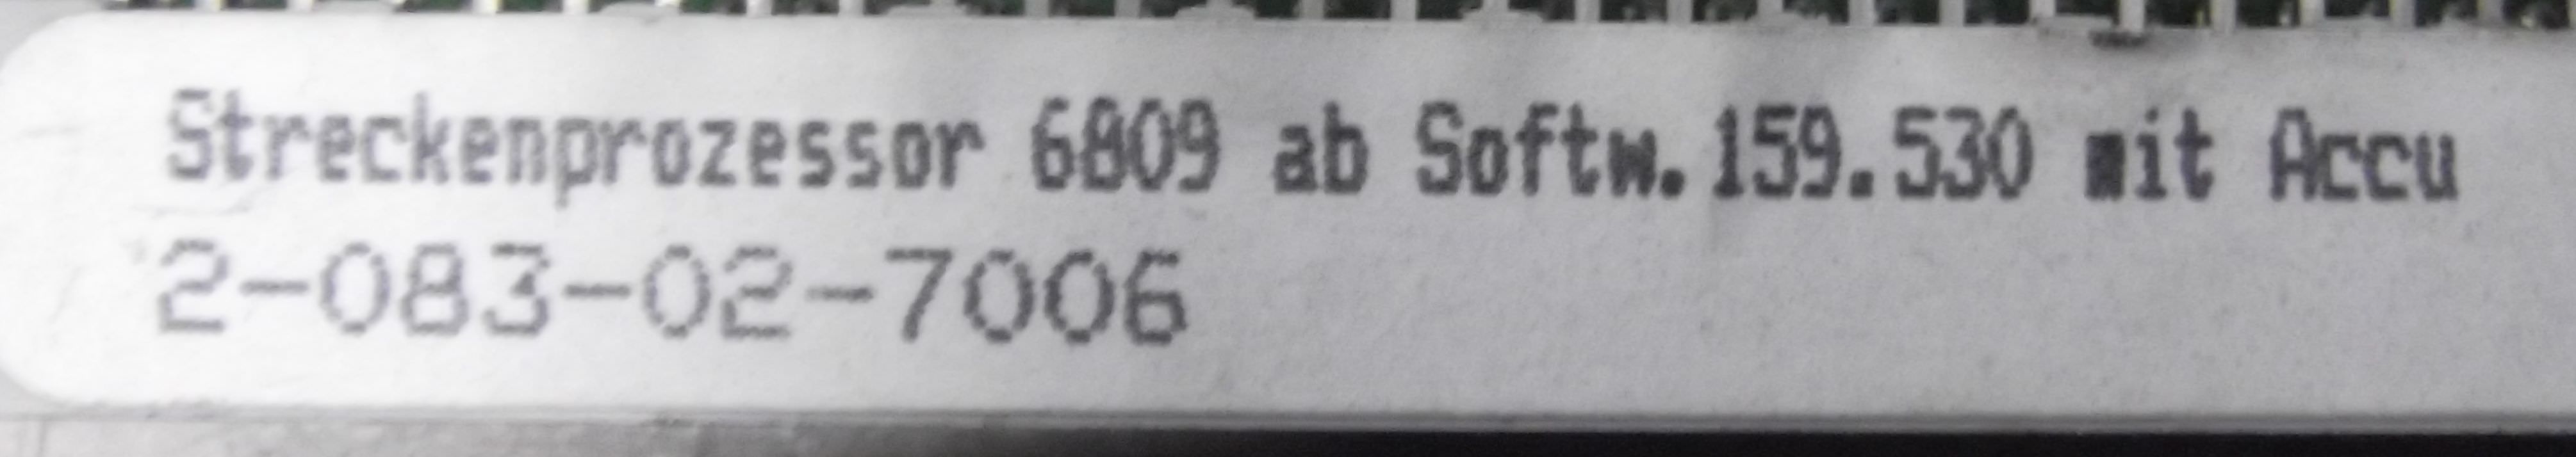 Streckenprozessor 6809 ab Softw.159.530 mit Accu
2-083-02-7006